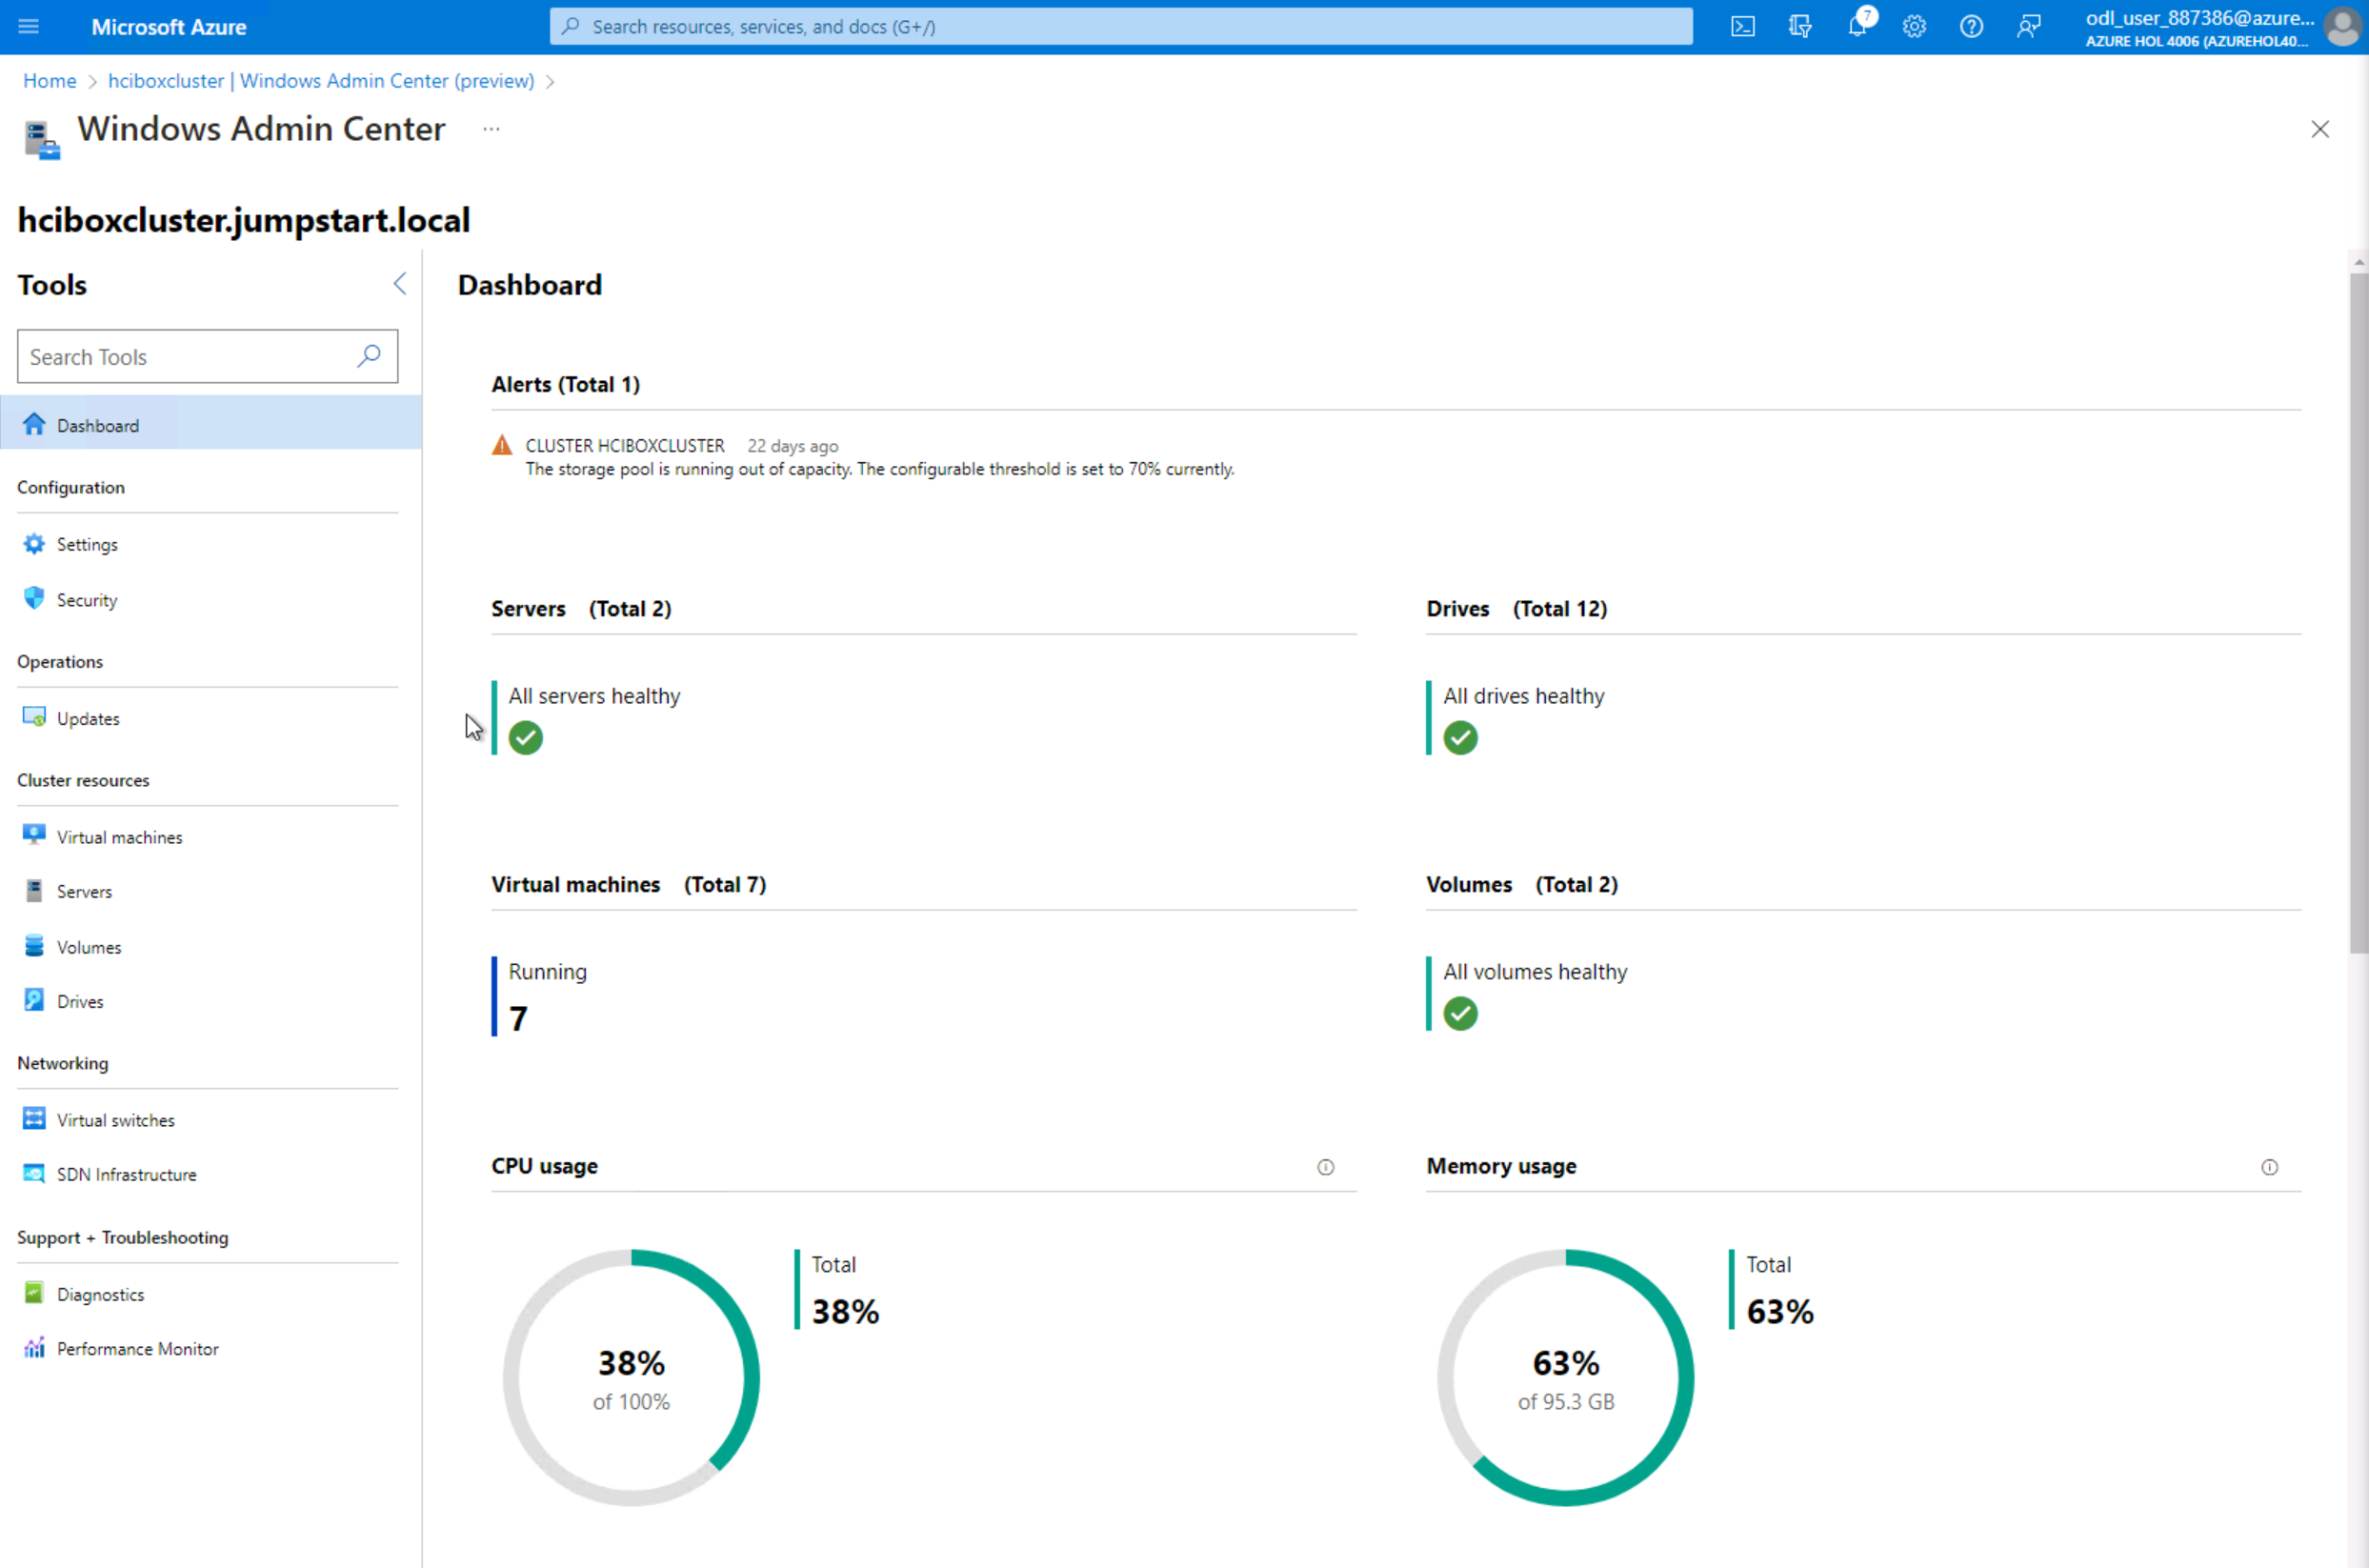 Microsoft Azure
Search resources, services, and docs (G+/)
7
odl_user_887386@azure...
AZURE HOL 4006 (AZUREHOL40...
Home > hciboxcluster | Windows Admin Center (preview) >
Windows Admin Center ...
hciboxcluster.jumpstart.local
Tools
Search Tools
Dashboard
Configuration
Settings
Security
Operations
Updates
Cluster resources
Virtual machines
Servers
Volumes
Drives
Networking
Virtual switches
SDN Infrastructure
Support + Troubleshooting
Diagnostics
Performance Monitor
Dashboard
Alerts (Total 1)
CLUSTER HCIBOXCLUSTER 22 days ago
The storage pool is running out of capacity. The configurable threshold is set to 70% currently.
Servers (Total 2)
All servers healthy
Drives (Total 12)
All drives healthy
Virtual machines (Total 7)
Running
7
Volumes (Total 2)
All volumes healthy
CPU usage
38%
of 100%
Total
38%
Memory usage
63%
of 95.3 GB
Total
63%